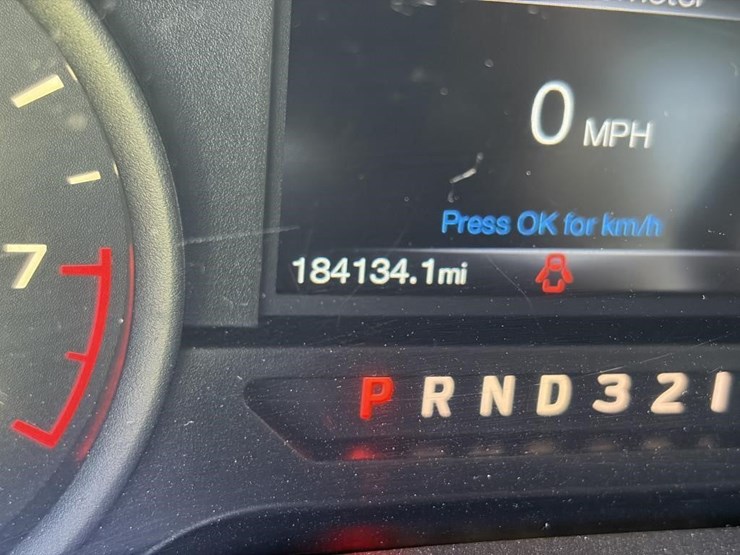 0 MPH
Press OK for km/h
184134.1mi
7
P R N D 3 2 1